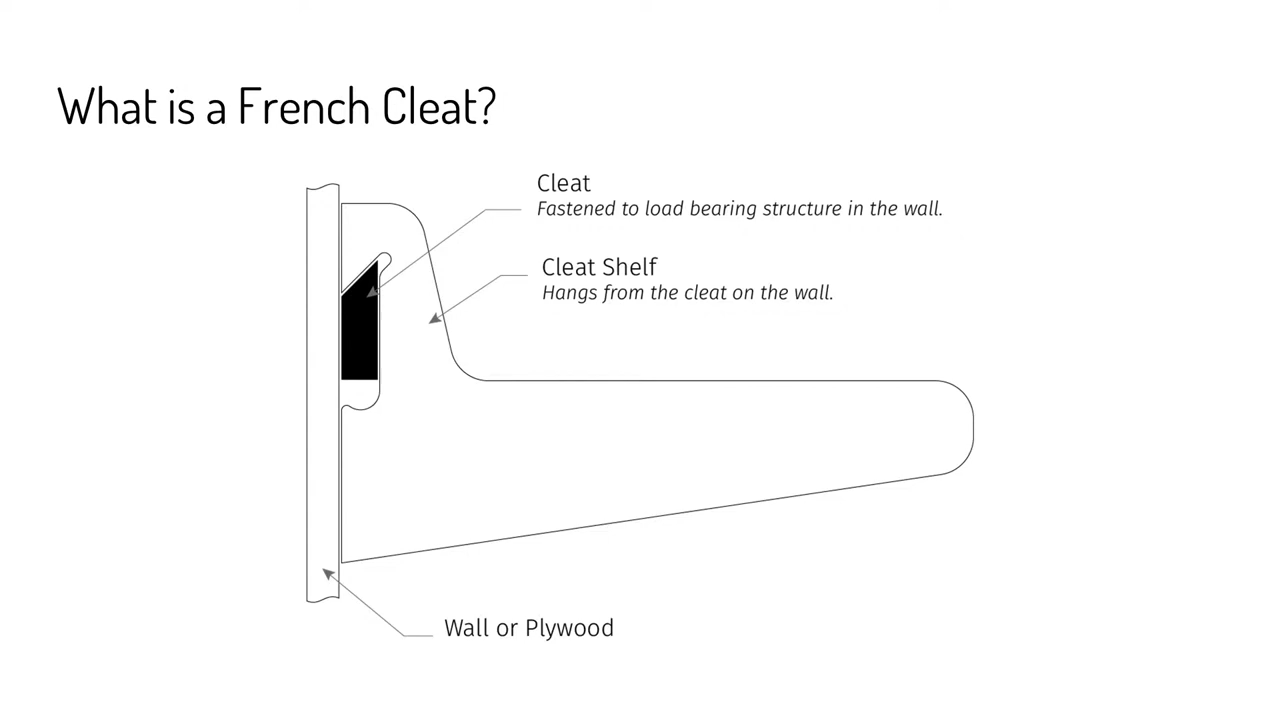 What is a French Cleat?
Cleat
Fastened to load bearing structure in the wall.
Cleat Shelf
Hangs from the cleat on the wall.
Wall or Plywood